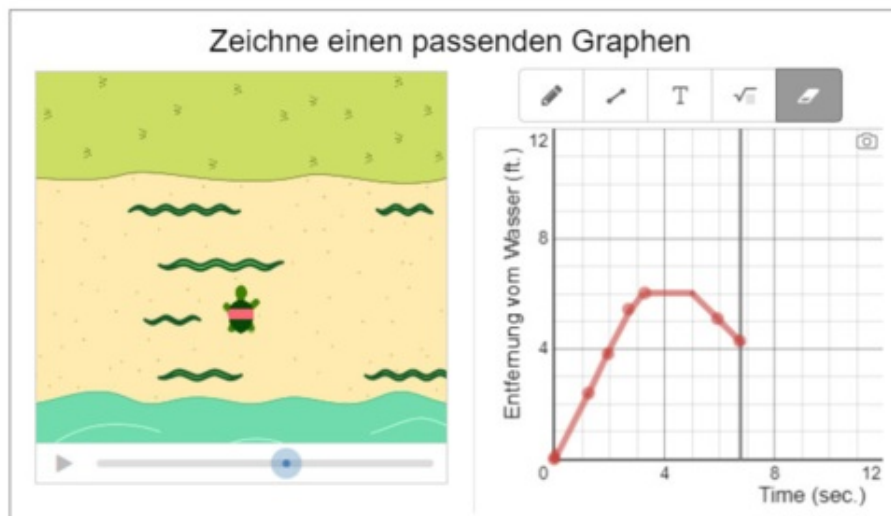 Zeichne einen passenden Graphen
T
√
Entfernung vom Wasser (ft.)
12
8
4
0
4
8
12
Time (sec.)